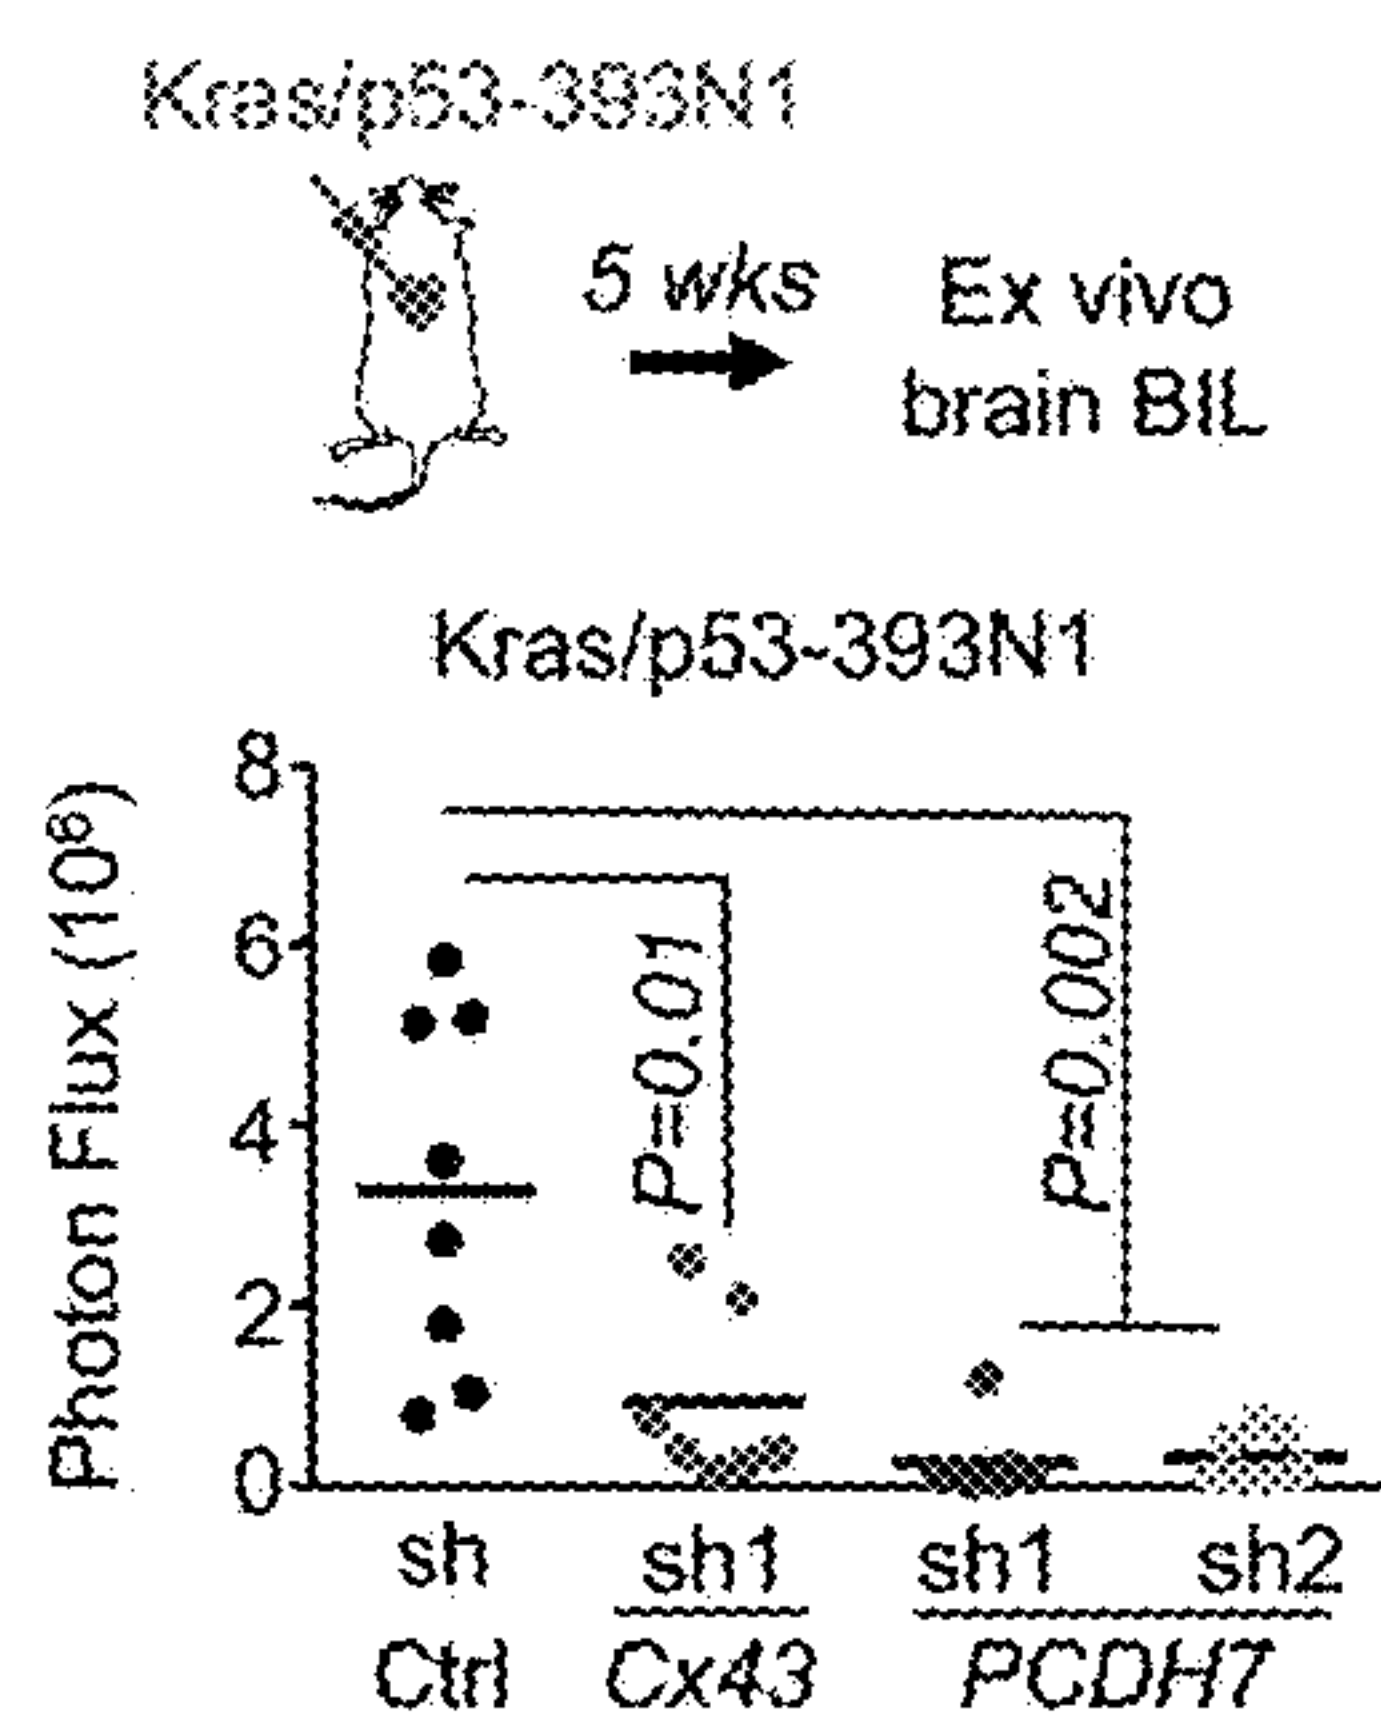 Kras/p53-393N1
5 wks
Ex vivo
brain BIL
Kras/p53-393N1
Photon Flux (10⁶)
8
6
4
2
0
P=0.01
P=0.002
sh sh1 sh1 sh2
Ctrl Cx43 PCDH7